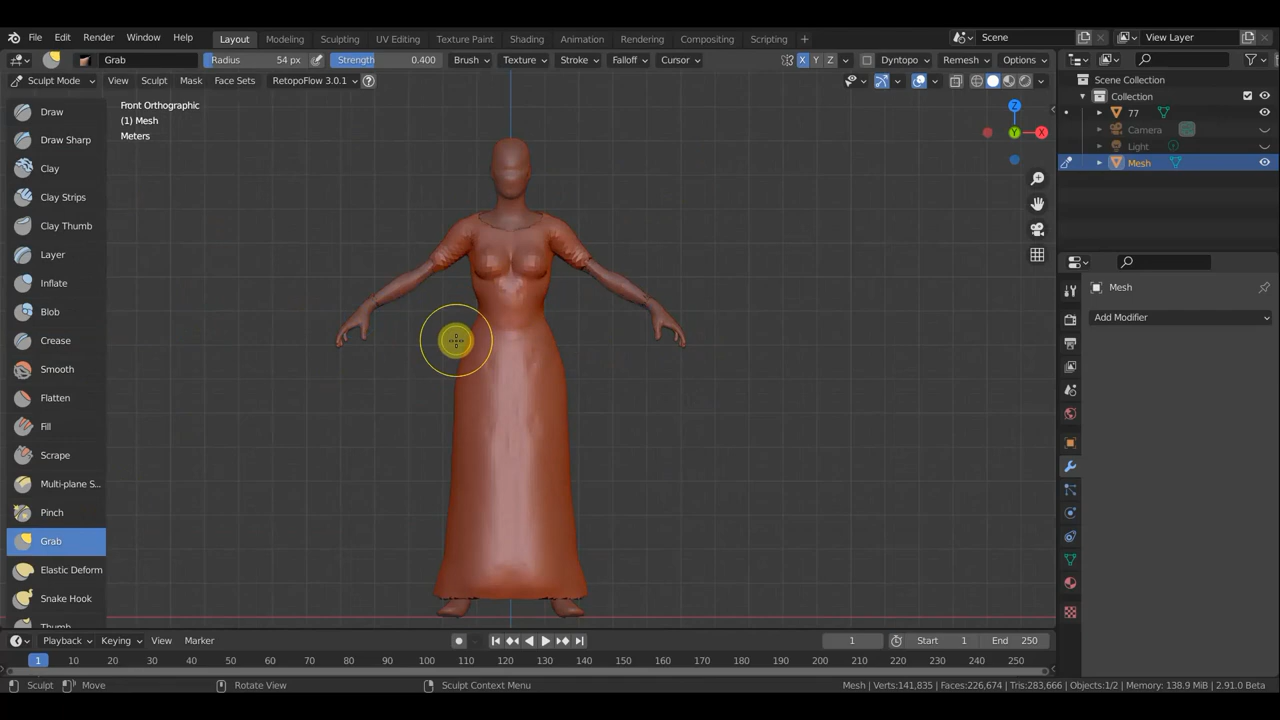 File Edit Render Window Help Layout Modeling Sculpting UV Editing Texture Paint Shading Animation Rendering Compositing Scripting + Scene View Layer
Grab Radius 54 px Strength 0.400 Brush Texture Stroke Falloff Cursor X Y Z Dyntopo Remesh Options
Sculpt Mode View Sculpt Mask Face Sets RetopoFlow 3.0.1 ?
Scene Collection
Collection
77
Camera
Light
Mesh
Front Orthographic
(1) Mesh
Meters
Z
Y
X
Draw
Draw Sharp
Clay
Clay Strips
Clay Thumb
Layer
Inflate
Blob
Crease
Smooth
Flatten
Fill
Scrape
Multi-plane S...
Pinch
Grab
Elastic Deform
Snake Hook
Thumb
Mesh
Add Modifier
Playback Keying View Marker 1 Start 1 End 250
1 10 20 30 40 50 60 70 80 90 100 110 120 130 140 150 160 170 180 190 200 210 220 230 240 250
Sculpt Move Rotate View Sculpt Context Menu Mesh | Verts:141,835 | Faces:226,674 | Tris:283,666 | Objects:1/2 | Memory: 138.9 MiB | 2.91.0 Beta